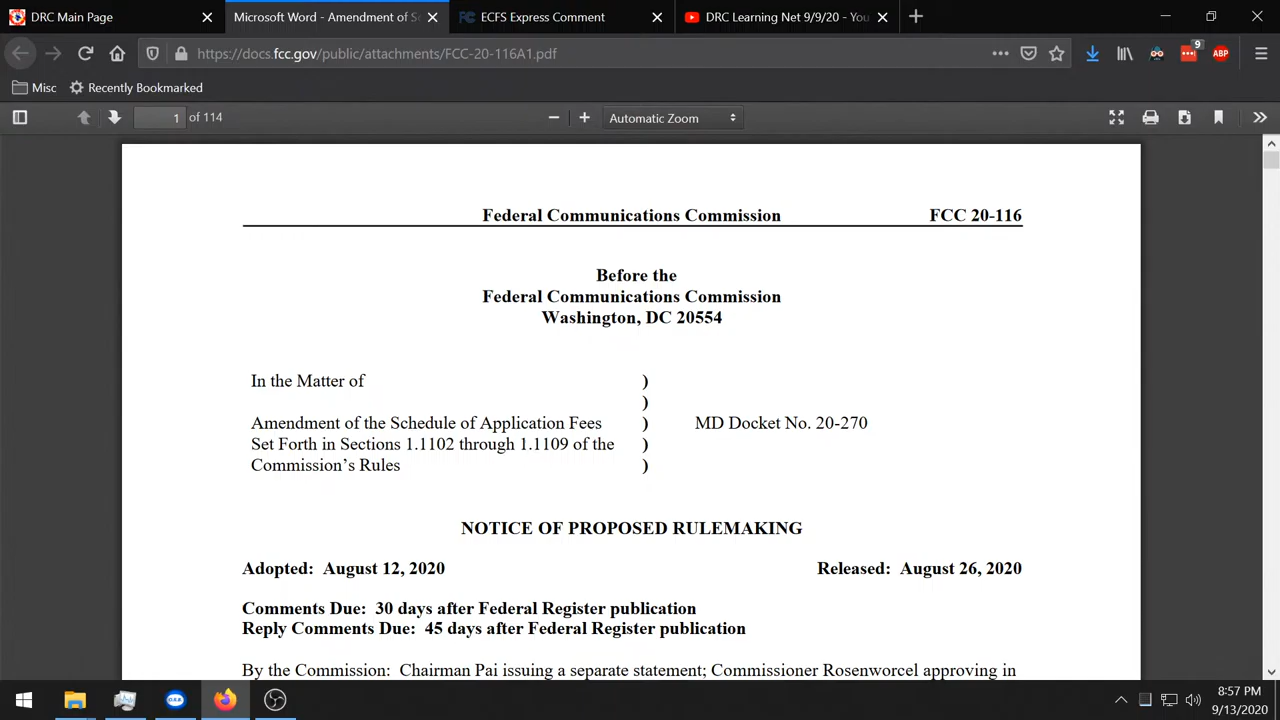 DRC Main Page
Microsoft Word - Amendment of Sc
ECFS Express Comment
DRC Learning Net 9/9/20 - You
https://docs.fcc.gov/public/attachments/FCC-20-116A1.pdf
9
ABP
Misc
Recently Bookmarked
1 of 114
Automatic Zoom
Federal Communications Commission FCC 20-116
Before the
Federal Communications Commission
Washington, DC 20554
In the Matter of )
)
Amendment of the Schedule of Application Fees ) MD Docket No. 20-270
Set Forth in Sections 1.1102 through 1.1109 of the )
Commission's Rules )
NOTICE OF PROPOSED RULEMAKING
Adopted: August 12, 2020 Released: August 26, 2020
Comments Due: 30 days after Federal Register publication
Reply Comments Due: 45 days after Federal Register publication
By the Commission: Chairman Pai issuing a separate statement; Commissioner Rosenworcel approving in
8:57 PM
9/13/2020